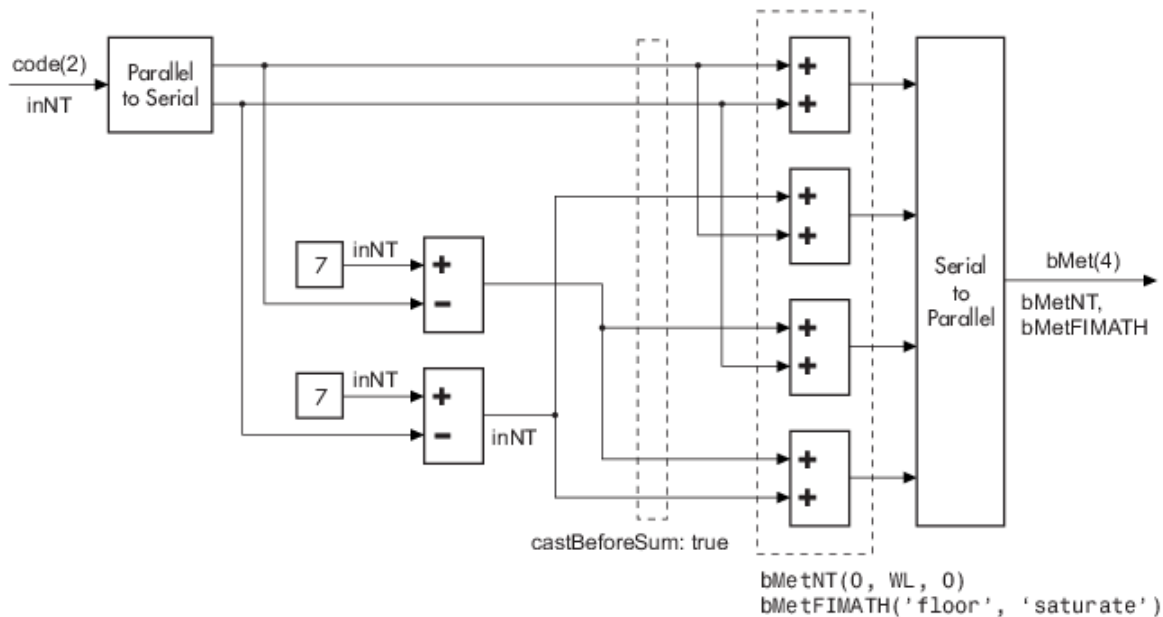 code(2)
inNT
Parallel
to Serial
+
+
+
+
7
inNT
+
−
Serial
to
Parallel
bMet(4)
bMetNT,
bMetFIMATH
+
+
7
inNT
+
−
inNT
+
+
castBeforeSum: true
bMetNT(0, WL, 0)
bMetFIMATH('floor', ‘saturate’)